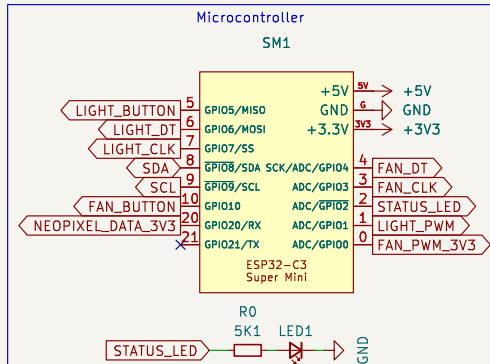 Microcontroller
SM1
+5V 5V +5V
LIGHT_BUTTON 5 GPIO5/MISO GND G GND
LIGHT_DT 6 GPIO6/MOSI +3.3V 3V3 +3V3
LIGHT_CLK 7 GPIO7/SS
SDA 8 GPIO8/SDA SCK/ADC/GPIO4 4 FAN_DT
SCL 9 GPIO9/SCL ADC/GPIO3 3 FAN_CLK
FAN_BUTTON 10 GPIO10 ADC/GPIO2 2 STATUS_LED
NEOPIXEL_DATA_3V3 20 GPIO20/RX ADC/GPIO1 1 LIGHT_PWM
21 GPIO21/TX ADC/GPIO0 0 FAN_PWM_3V3
ESP32-C3
Super Mini
R0
5K1 LED1
STATUS_LED GND